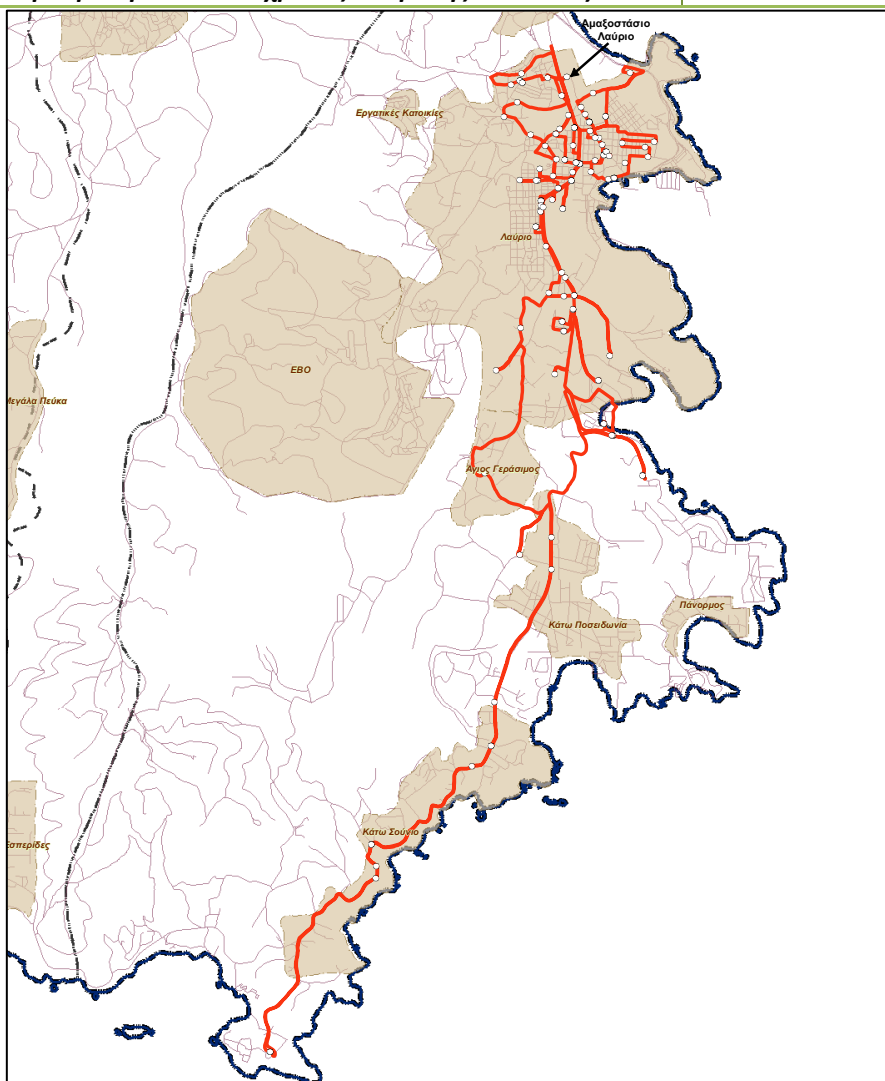 Αμαξοστάσιο
Λαύριο
Εργατικές Κατοικίες
Λαύριο
ΕΒΟ
Μεγάλα Πεύκα
Άγιος Γεράσιμος
Πάνορμος
Κάτω Ποσειδωνία
Κάτω Σούνιο
Εσπερίδες